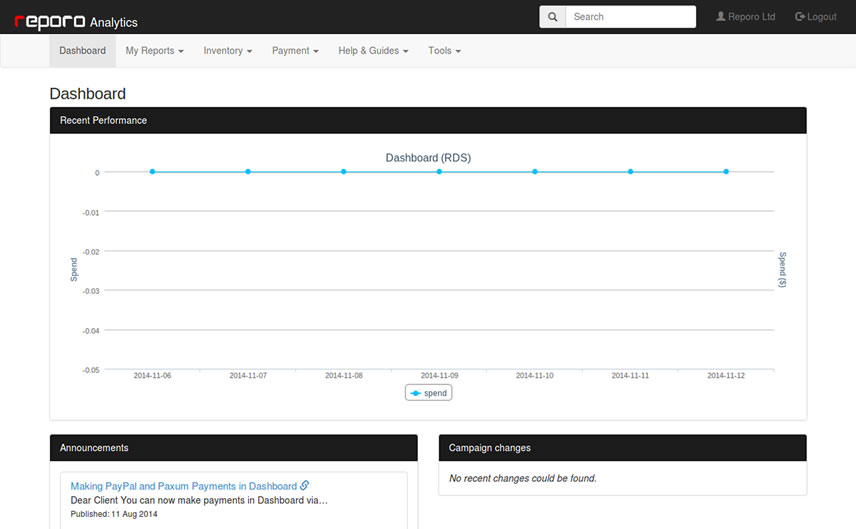 reporo Analytics
Search
Reporo Ltd
Logout
Dashboard My Reports Inventory Payment Help & Guides Tools
Dashboard
Recent Performance
Dashboard (RDS)
0
-0.01
-0.02
-0.03
-0.04
-0.05
Spend
Spend ($)
2014-11-06 2014-11-07 2014-11-08 2014-11-09 2014-11-10 2014-11-11 2014-11-12
spend
Announcements
Making PayPal and Paxum Payments in Dashboard
Dear Client You can now make payments in Dashboard via…
Published: 11 Aug 2014
Campaign changes
No recent changes could be found.